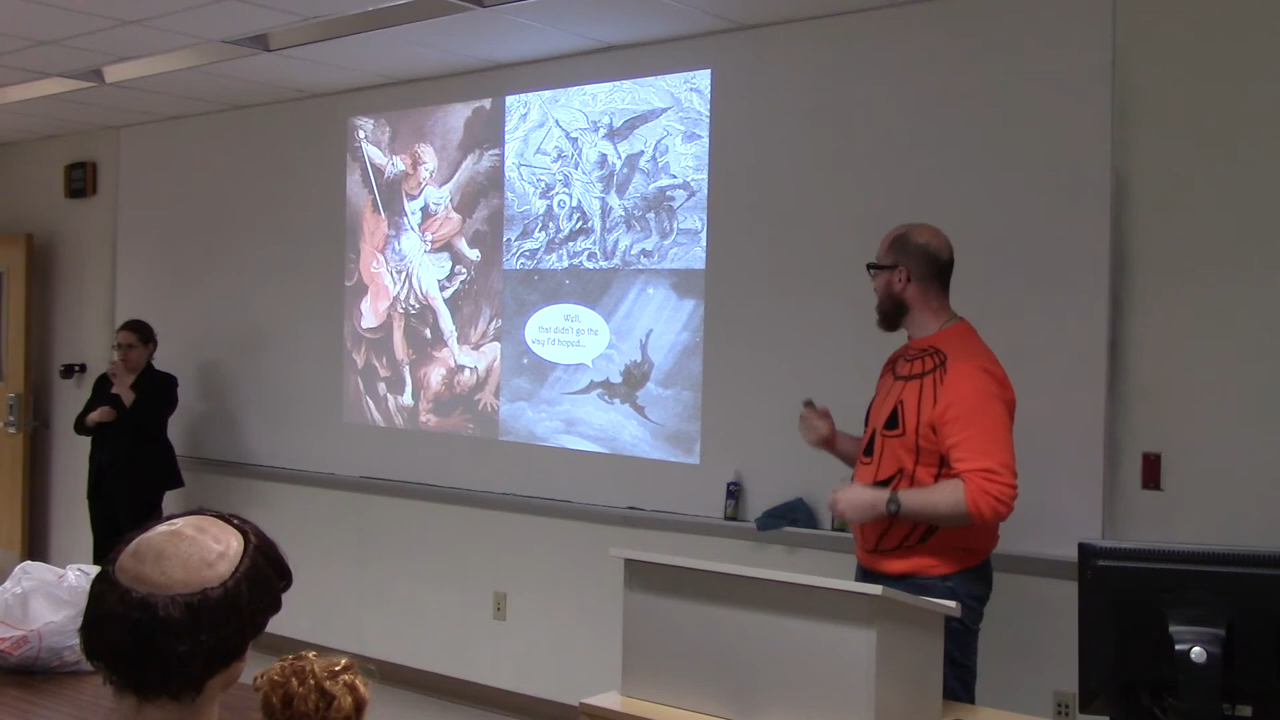 Well,
that didn't go the
way I'd hoped...